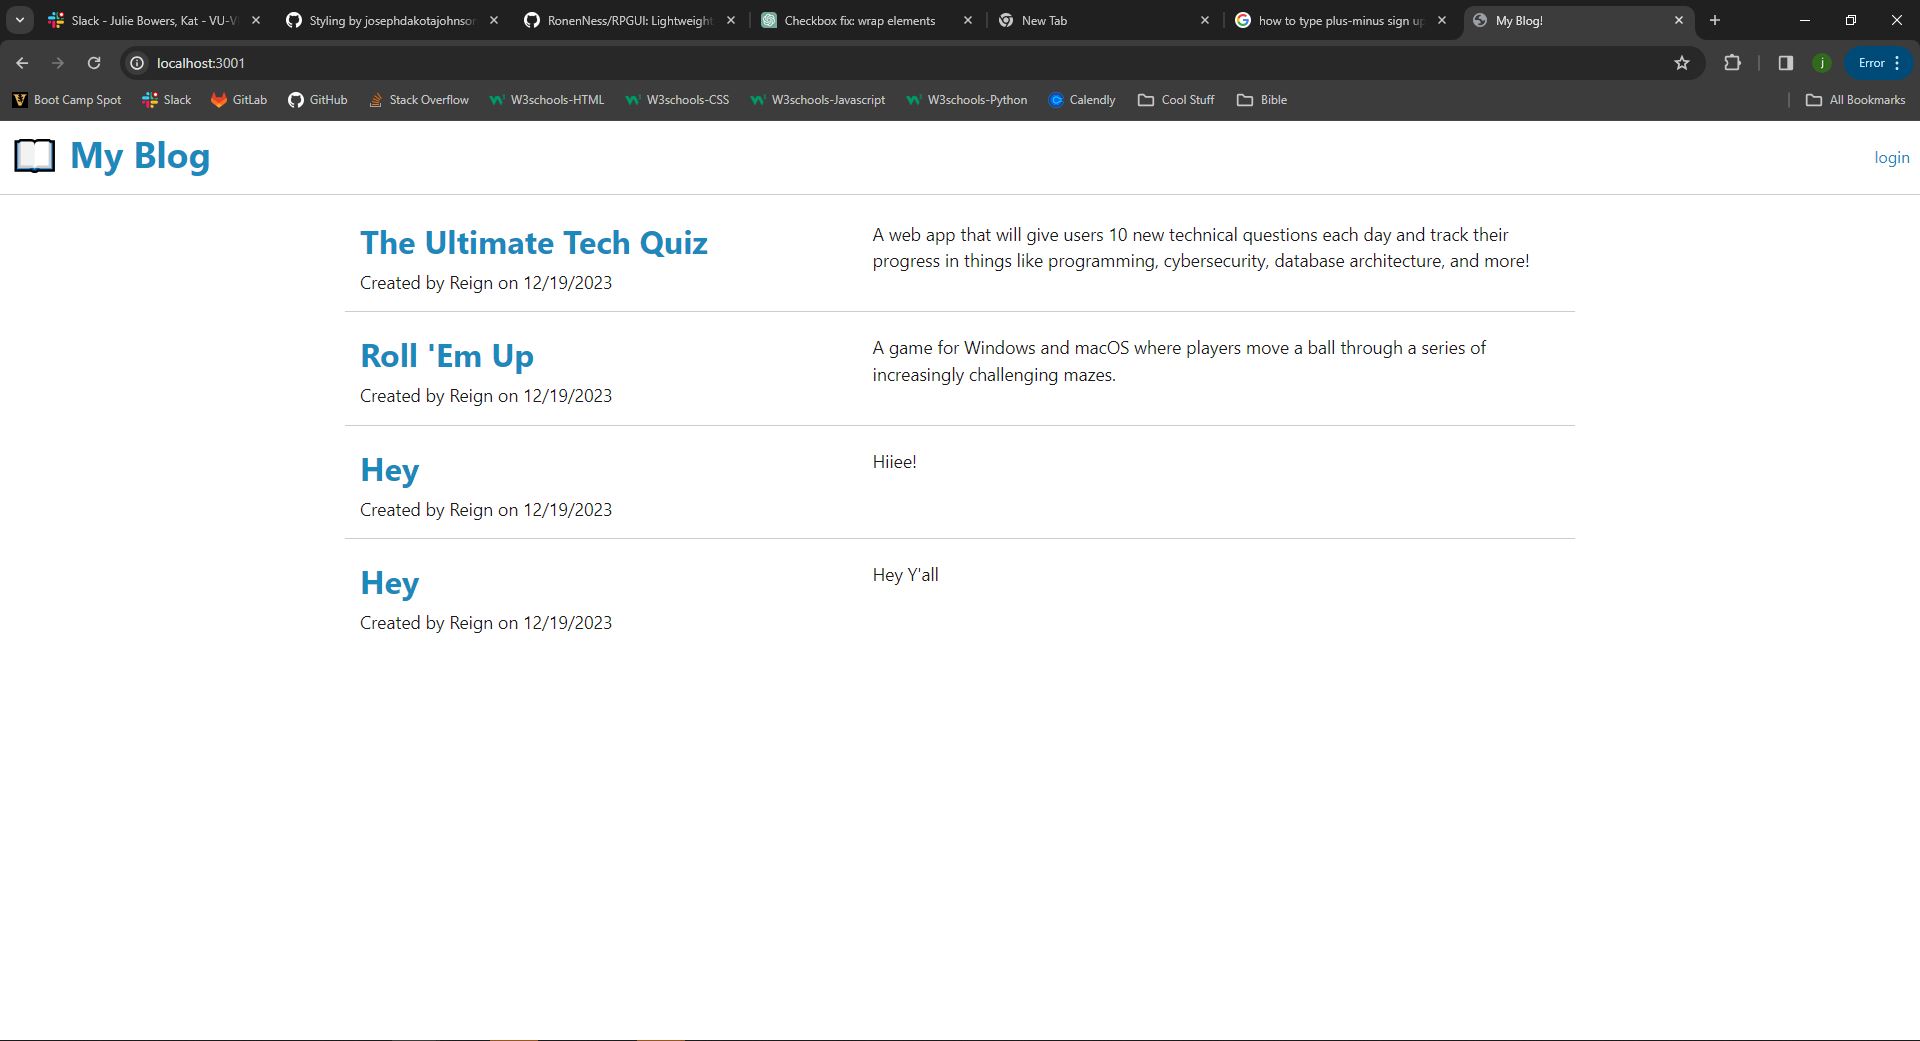 Slack - Julie Bowers, Kat - VU-V
Styling by josephdakotajohnson
RonenNess/RPGUI: Lightweight
Checkbox fix: wrap elements
New Tab
how to type plus-minus sign up
My Blog!
localhost:3001
j
Error
Boot Camp Spot
Slack
GitLab
GitHub
Stack Overflow
W3schools-HTML
W3schools-CSS
W3schools-Javascript
W3schools-Python
Calendly
Cool Stuff
Bible
All Bookmarks
My Blog
login
The Ultimate Tech Quiz
Created by Reign on 12/19/2023
A web app that will give users 10 new technical questions each day and track their
progress in things like programming, cybersecurity, database architecture, and more!
Roll 'Em Up
Created by Reign on 12/19/2023
A game for Windows and macOS where players move a ball through a series of
increasingly challenging mazes.
Hey
Created by Reign on 12/19/2023
Hiiee!
Hey
Created by Reign on 12/19/2023
Hey Y'all